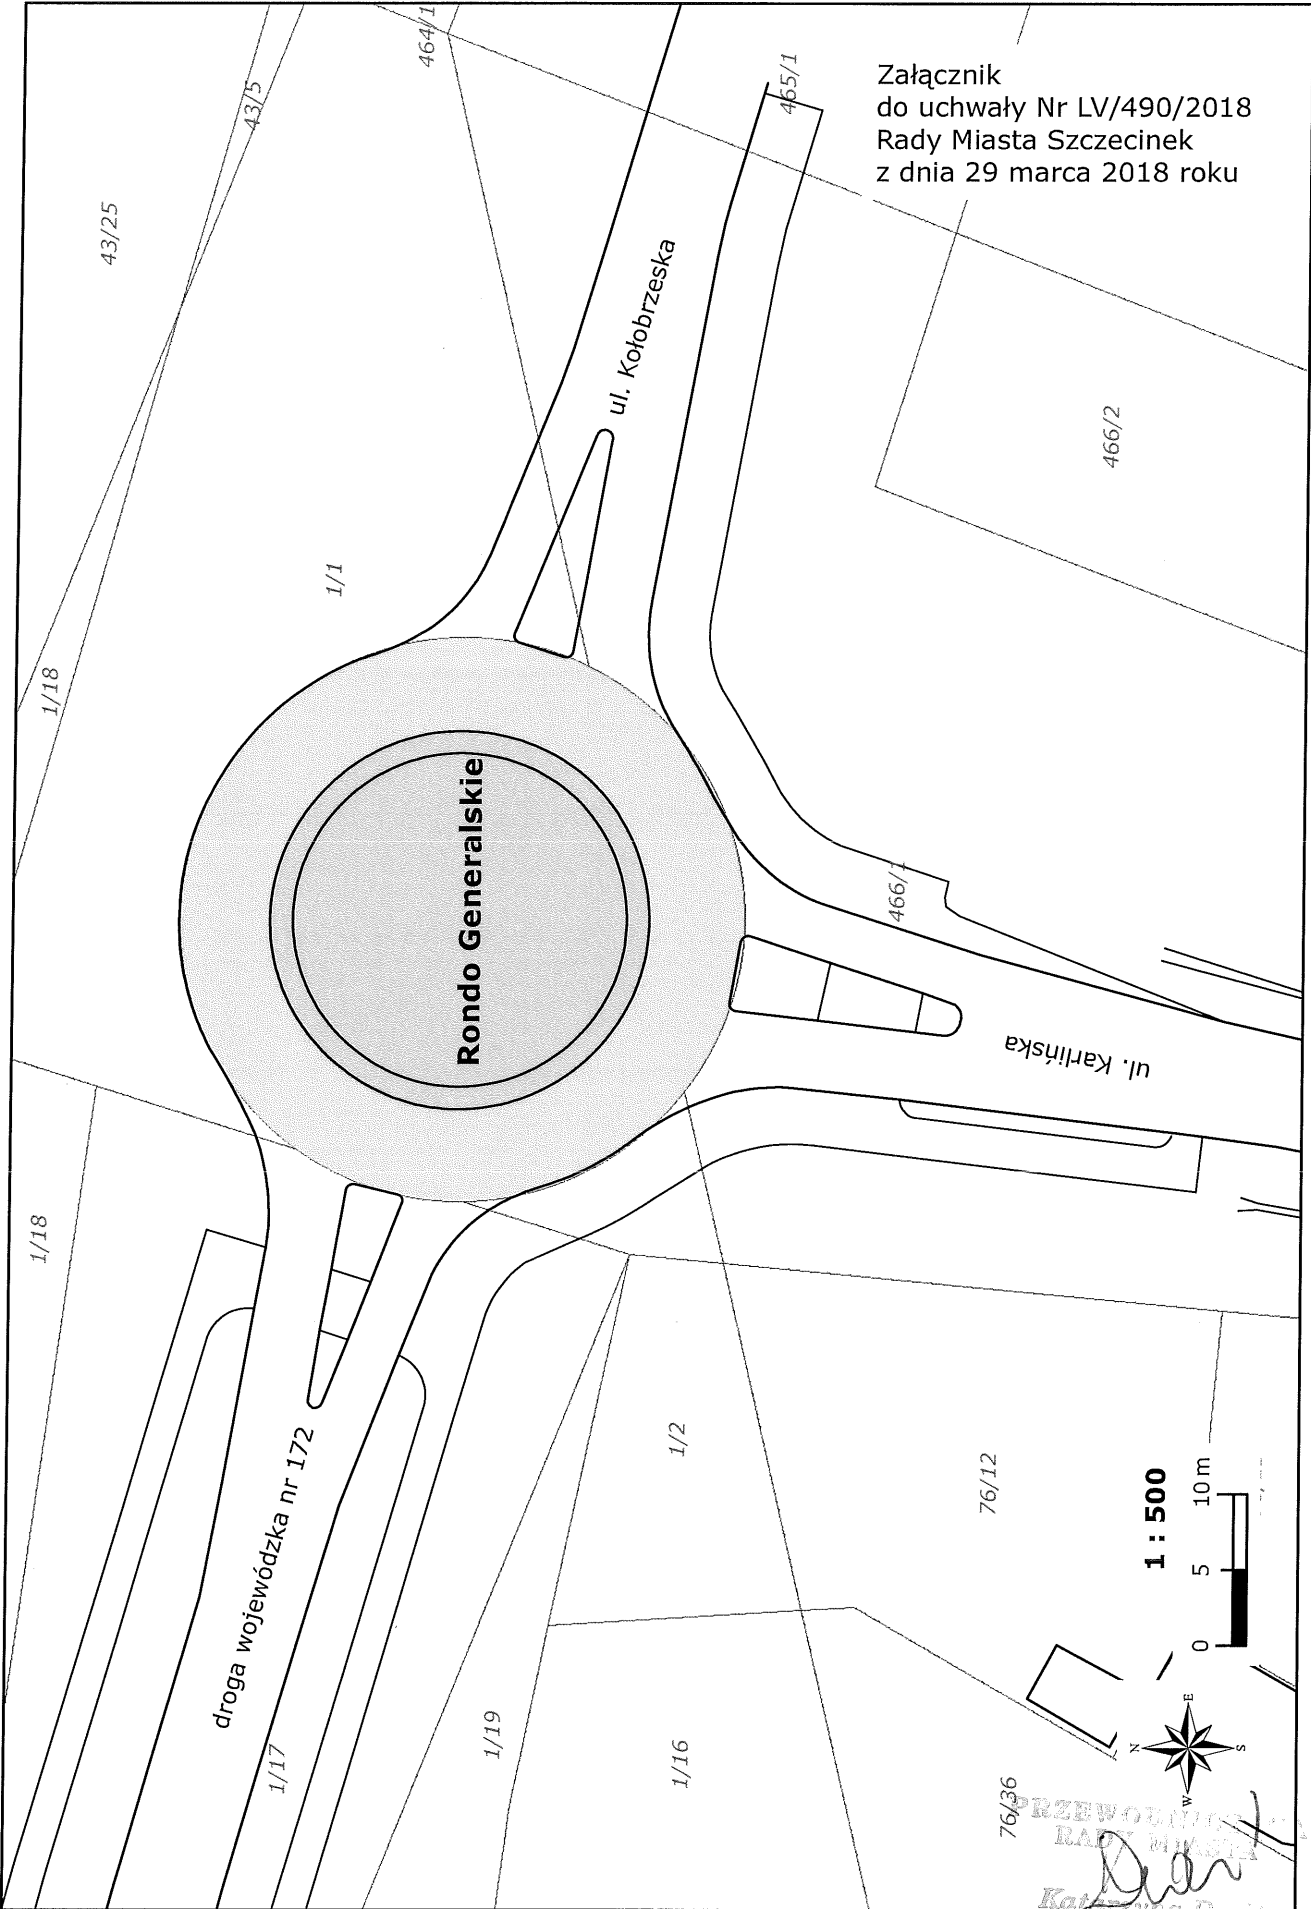 Załącznik
do uchwały Nr LV/490/2018
Rady Miasta Szczecinek
z dnia 29 marca 2018 roku
464/1
465/1
43/5
43/25
ul. Kołobrzeska
466/2
1/1
1/18
Rondo Generalskie
466/1
ul. Karlińska
1/18
droga wojewódzka nr 172
1/2
76/12
1 : 500
0 5 10 m
1/17
1/19
1/16
76/36
N
E
S
W
RADY MIASTA